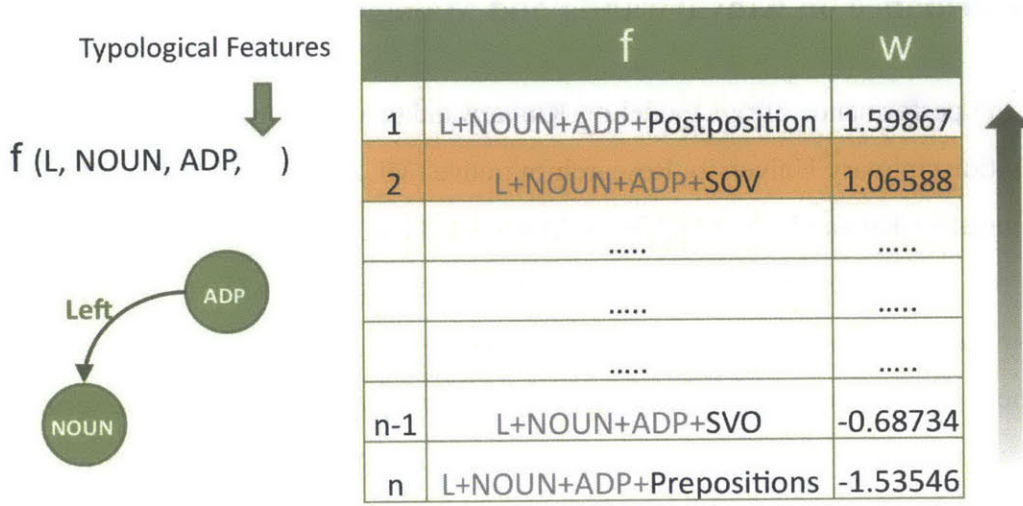 Typological Features
f (L, NOUN, ADP, )
Left
ADP
NOUN
f W
1 L+NOUN+ADP+Postposition 1.59867
2 L+NOUN+ADP+SOV 1.06588
..... .....
..... .....
..... .....
n-1 L+NOUN+ADP+SVO -0.68734
n L+NOUN+ADP+Prepositions -1.53546